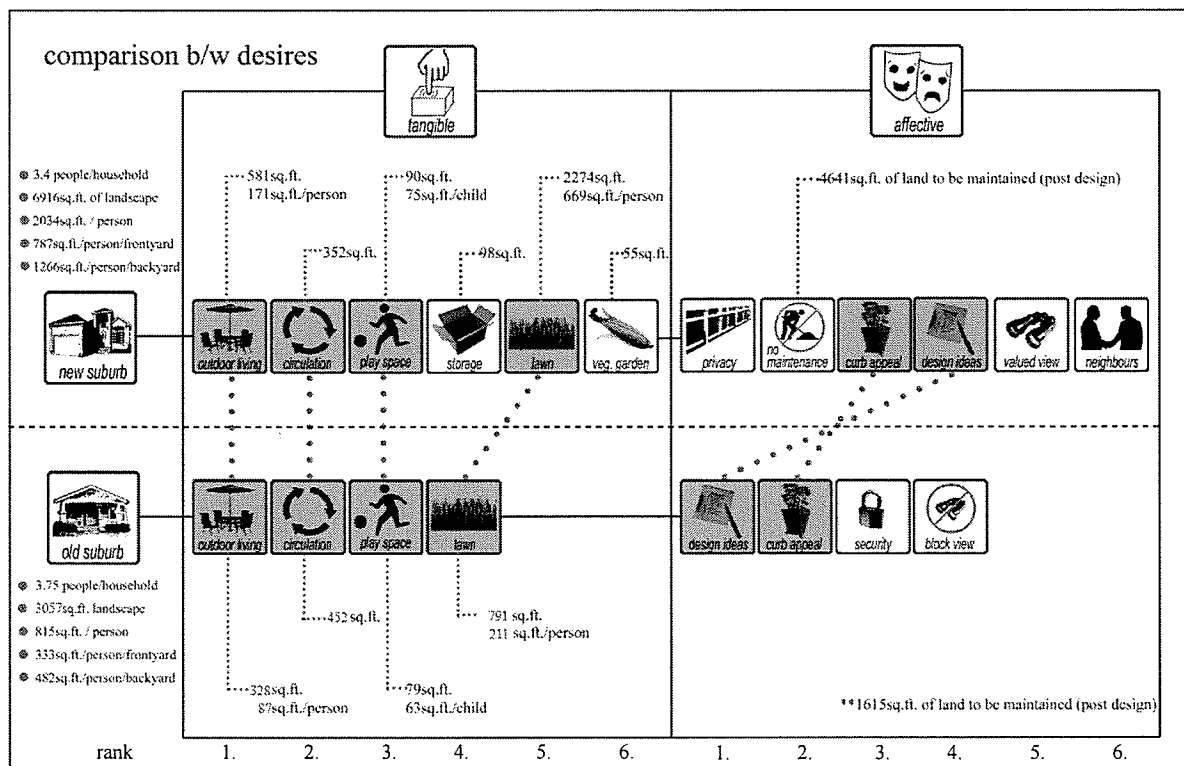 comparison b/w desires
tangible
affective
3.4 people/household
6916sq.ft. of landscape
2034sq.ft. / person
787sq.ft./person/frontyard
1266sq.ft./person/backyard
581sq.ft.
171sq.ft./person
90sq.ft.
75sq.ft./child
2274sq.ft.
669sq.ft./person
4641sq.ft. of land to be maintained (post design)
352sq.ft.
98sq.ft.
55sq.ft.
new suburb
outdoor living
circulation
play space
storage
lawn
veg. garden
privacy
no
maintenance
curb appeal
design ideas
valued view
neighbours
old suburb
outdoor living
circulation
play space
lawn
design ideas
curb appeal
security
block view
3.75 people/household
3057sq.ft. landscape
815sq.ft. / person
333sq.ft./person/frontyard
482sq.ft./person/backyard
452 sq.ft.
791 sq.ft.
211 sq.ft./person
328sq.ft.
87sq.ft./person
79sq.ft.
63sq.ft./child
**1615sq.ft. of land to be maintained (post design)
rank 1. 2. 3. 4. 5. 6. 1. 2. 3. 4. 5. 6.